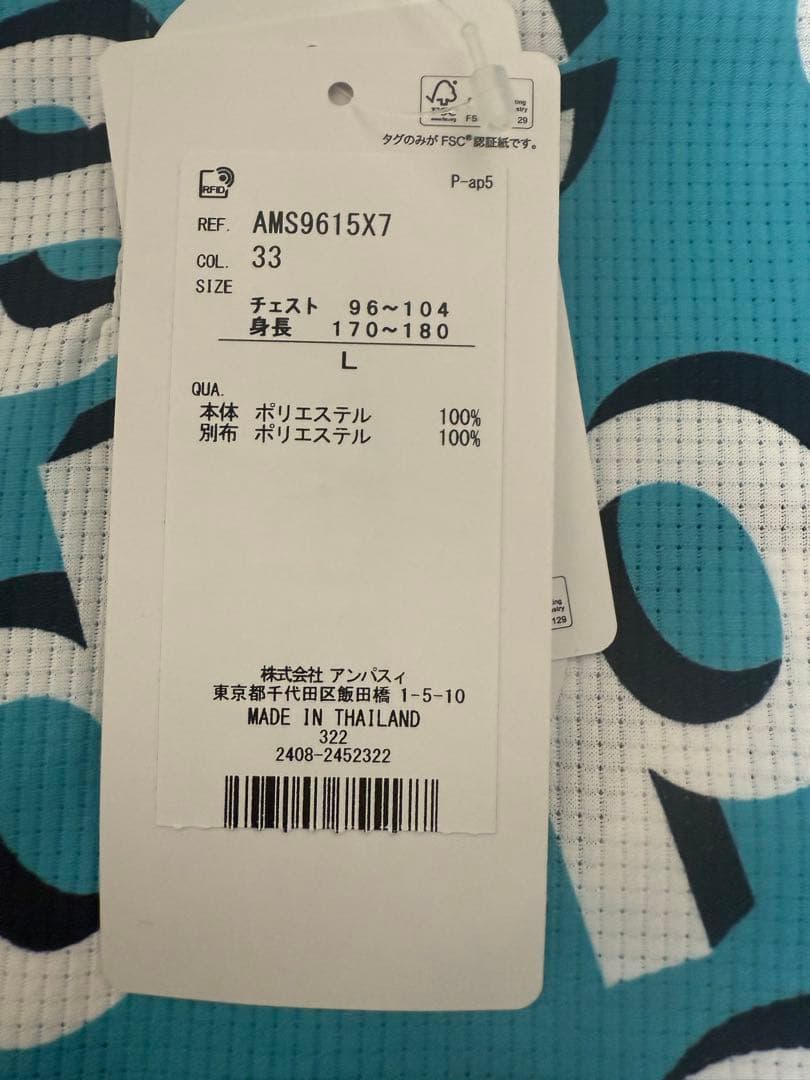 タグのみがFSC®認証紙です。
RFID
P-ap5
REF. AMS9615X7
COL. 33
SIZE
チェスト 96~104
身長 170~180
L
QUA.
本体 ポリエステル 100%
別布 ポリエステル 100%
株式会社 アンパスィ
東京都千代田区飯田橋 1-5-10
MADE IN THAILAND
322
2408-2452322